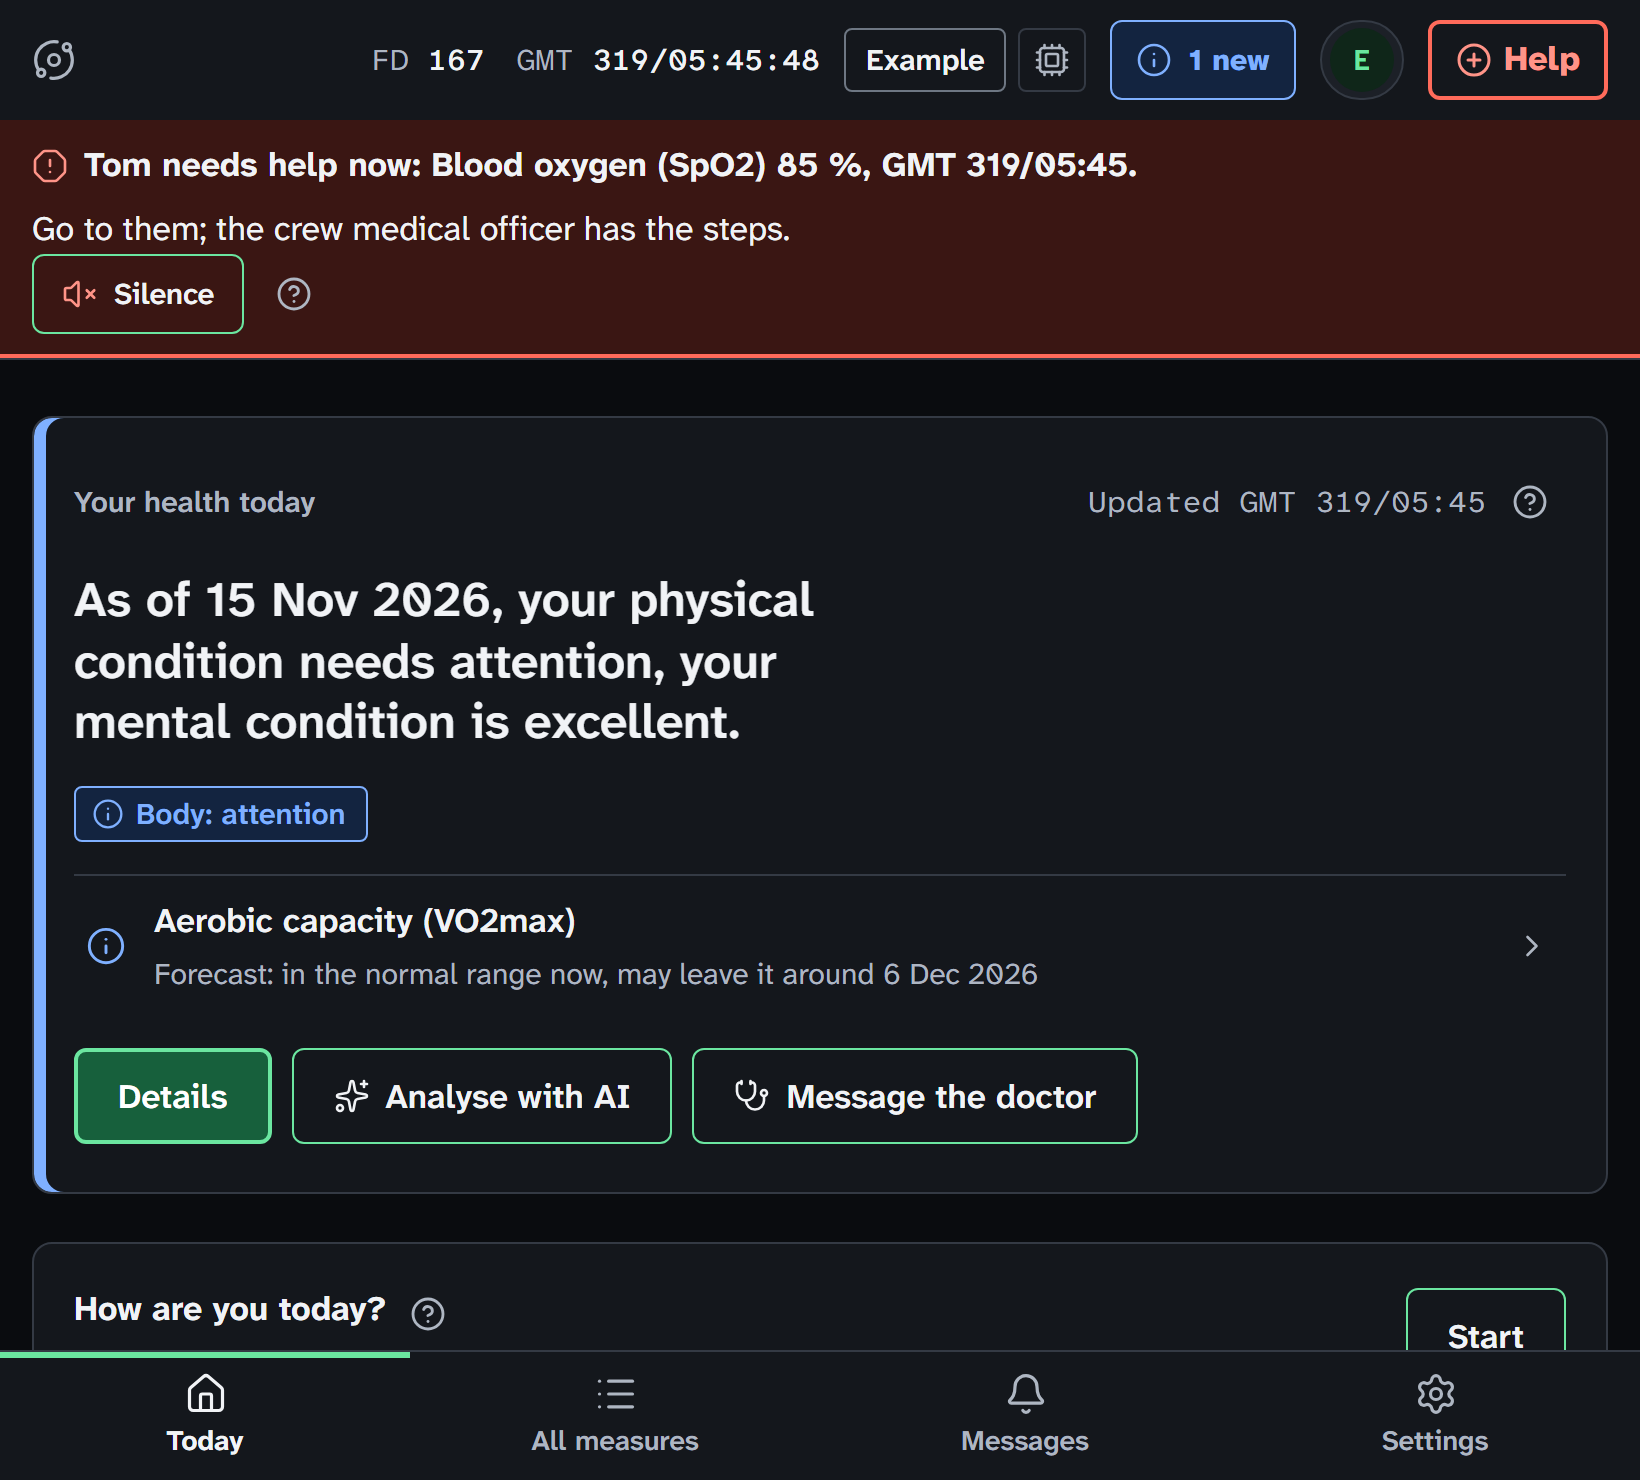 FD 167 GMT 319/05:45:48 Example 1 new E Help
Tom needs help now: Blood oxygen (SpO2) 85 %, GMT 319/05:45.
Go to them; the crew medical officer has the steps.
Silence
Your health today Updated GMT 319/05:45
As of 15 Nov 2026, your physical
condition needs attention, your
mental condition is excellent.
Body: attention
Aerobic capacity (VO2max)
Forecast: in the normal range now, may leave it around 6 Dec 2026
Details Analyse with AI Message the doctor
How are you today?
Start
Today All measures Messages Settings